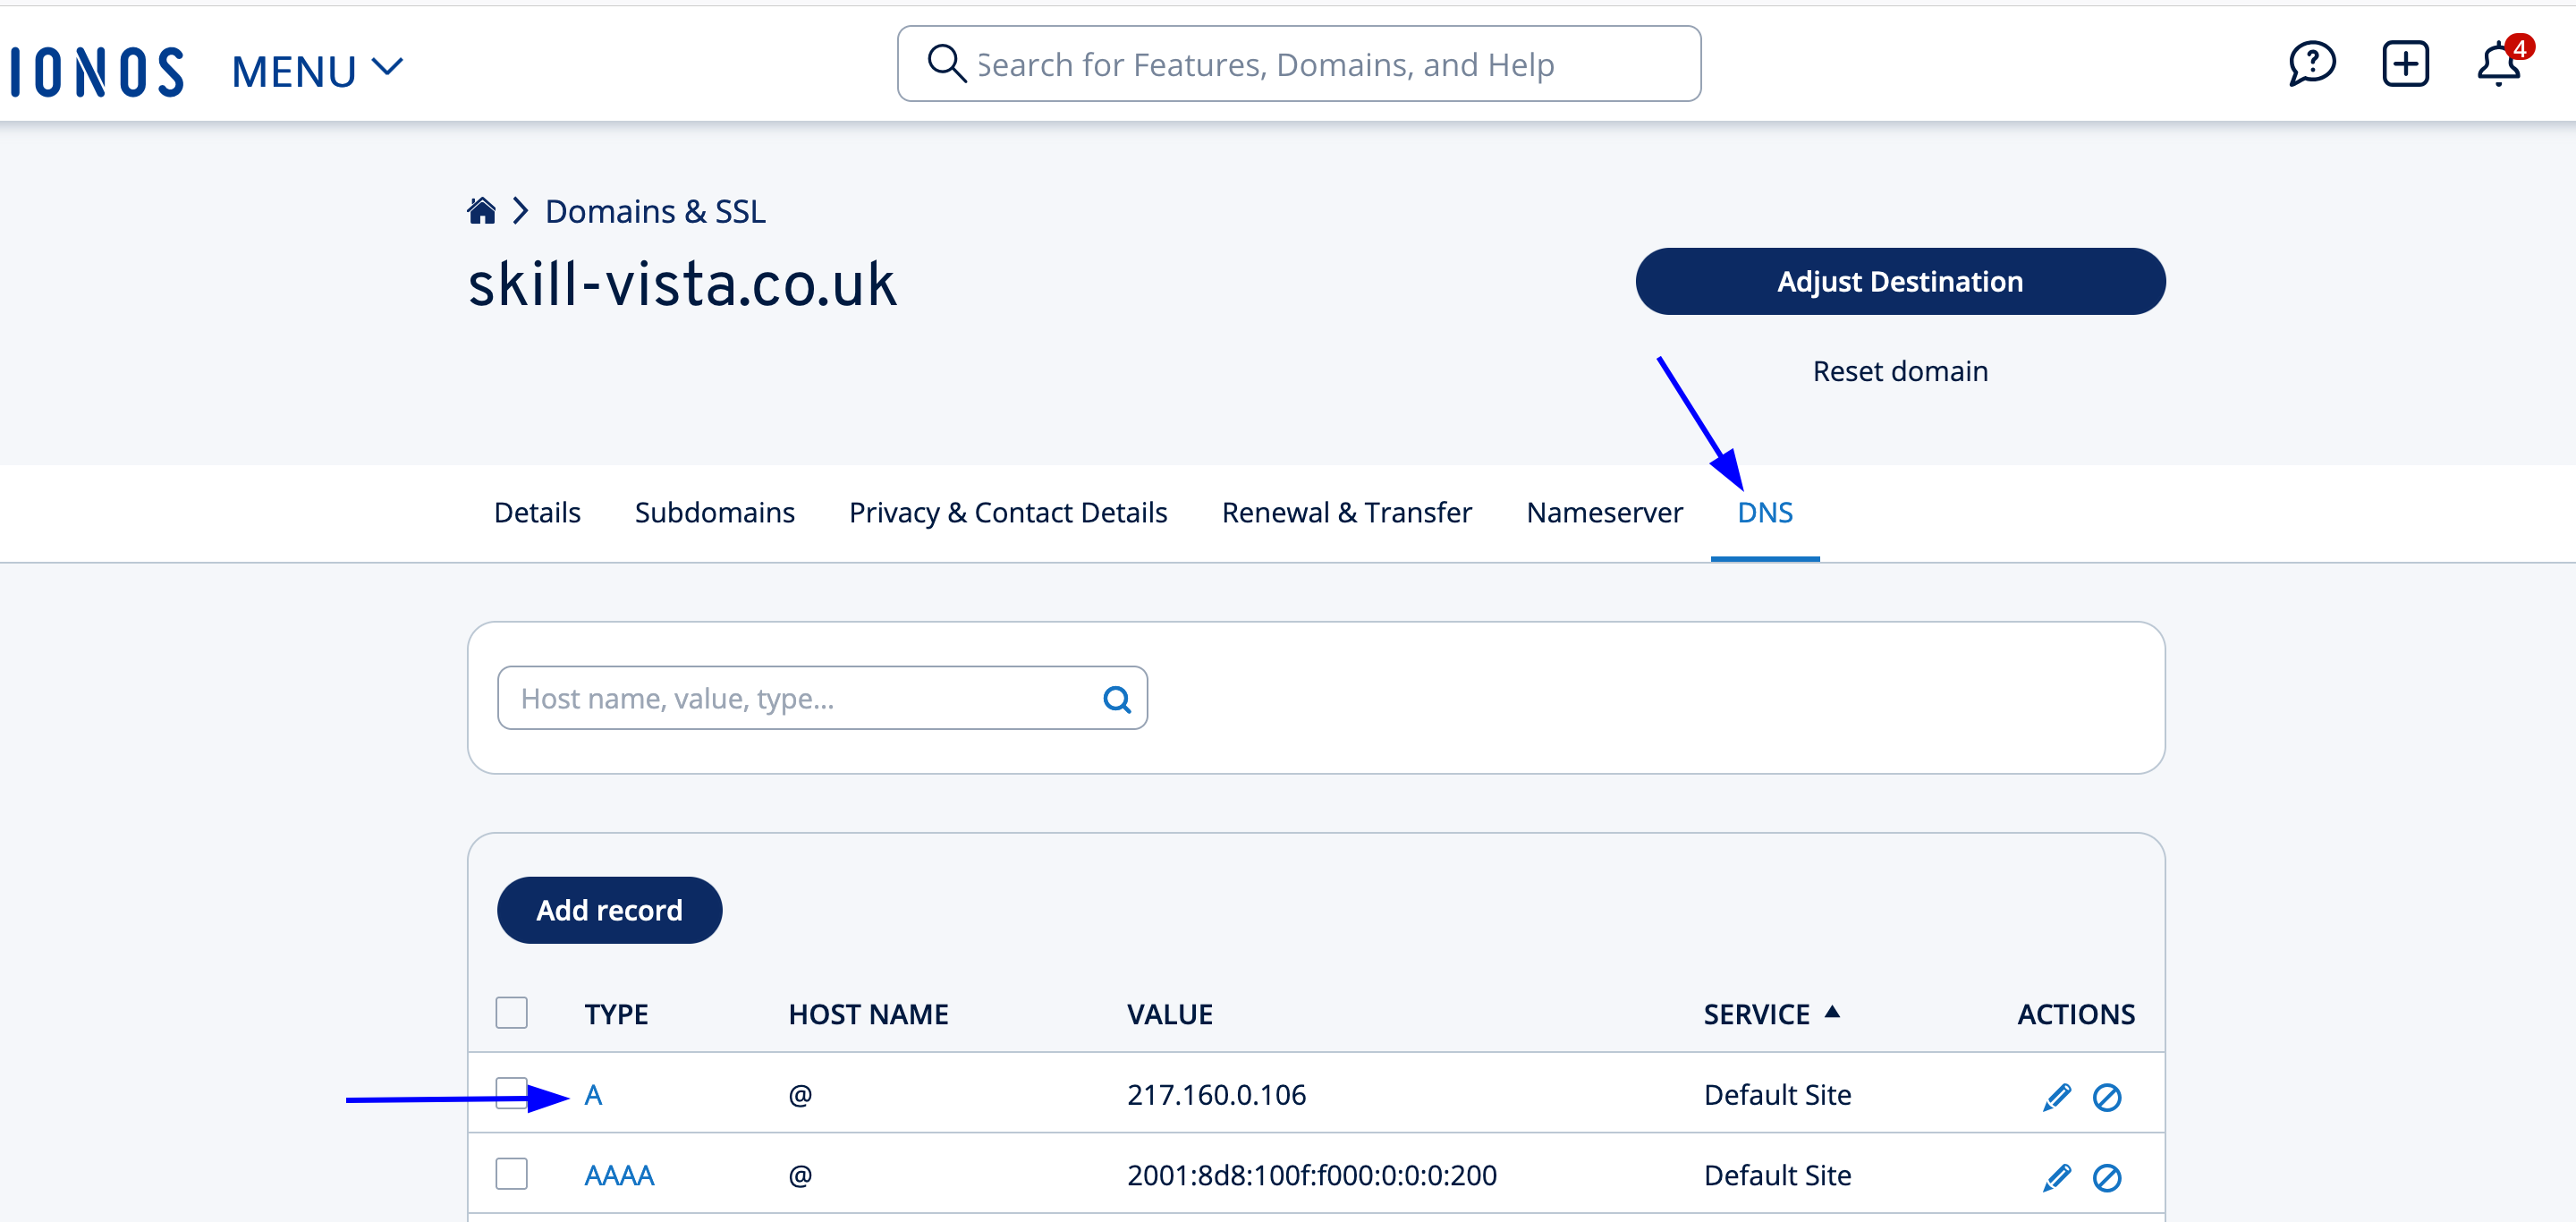 IONOS MENU Search for Features, Domains, and Help 4
Domains & SSL
skill-vista.co.uk
Adjust Destination
Reset domain
Details Subdomains Privacy & Contact Details Renewal & Transfer Nameserver DNS
Host name, value, type...
Add record
TYPE HOST NAME VALUE SERVICE ACTIONS
A @ 217.160.0.106 Default Site
AAAA @ 2001:8d8:100f:f000:0:0:0:200 Default Site